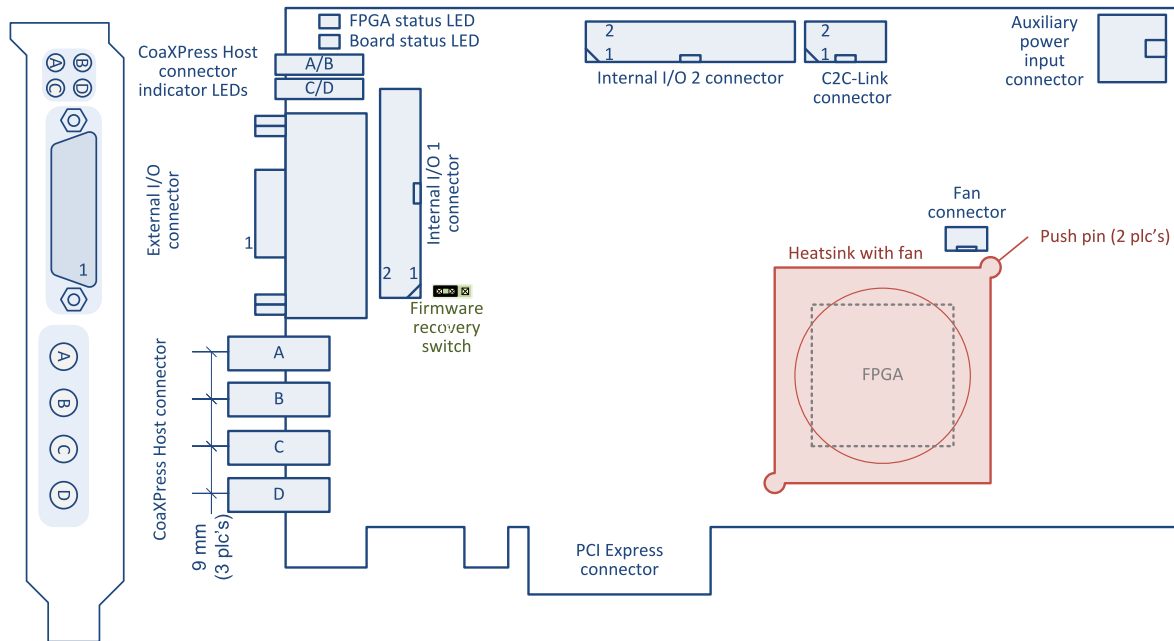 FPGA status LED
Board status LED
CoaXPress Host
connector
indicator LEDs
A/B
C/D
2
1
Internal I/O 2 connector
2
1
C2C-Link
connector
Auxiliary
power
input
connector
A
B
C
D
1
A
B
C
D
External I/O
connector
1
2
1
Internal I/O 1
connector
Firmware
recovery
switch
CoaXPress Host connector
A
B
C
D
9 mm
(3 plc's)
Fan
connector
Push pin (2 plc's)
Heatsink with fan
FPGA
PCI Express
connector